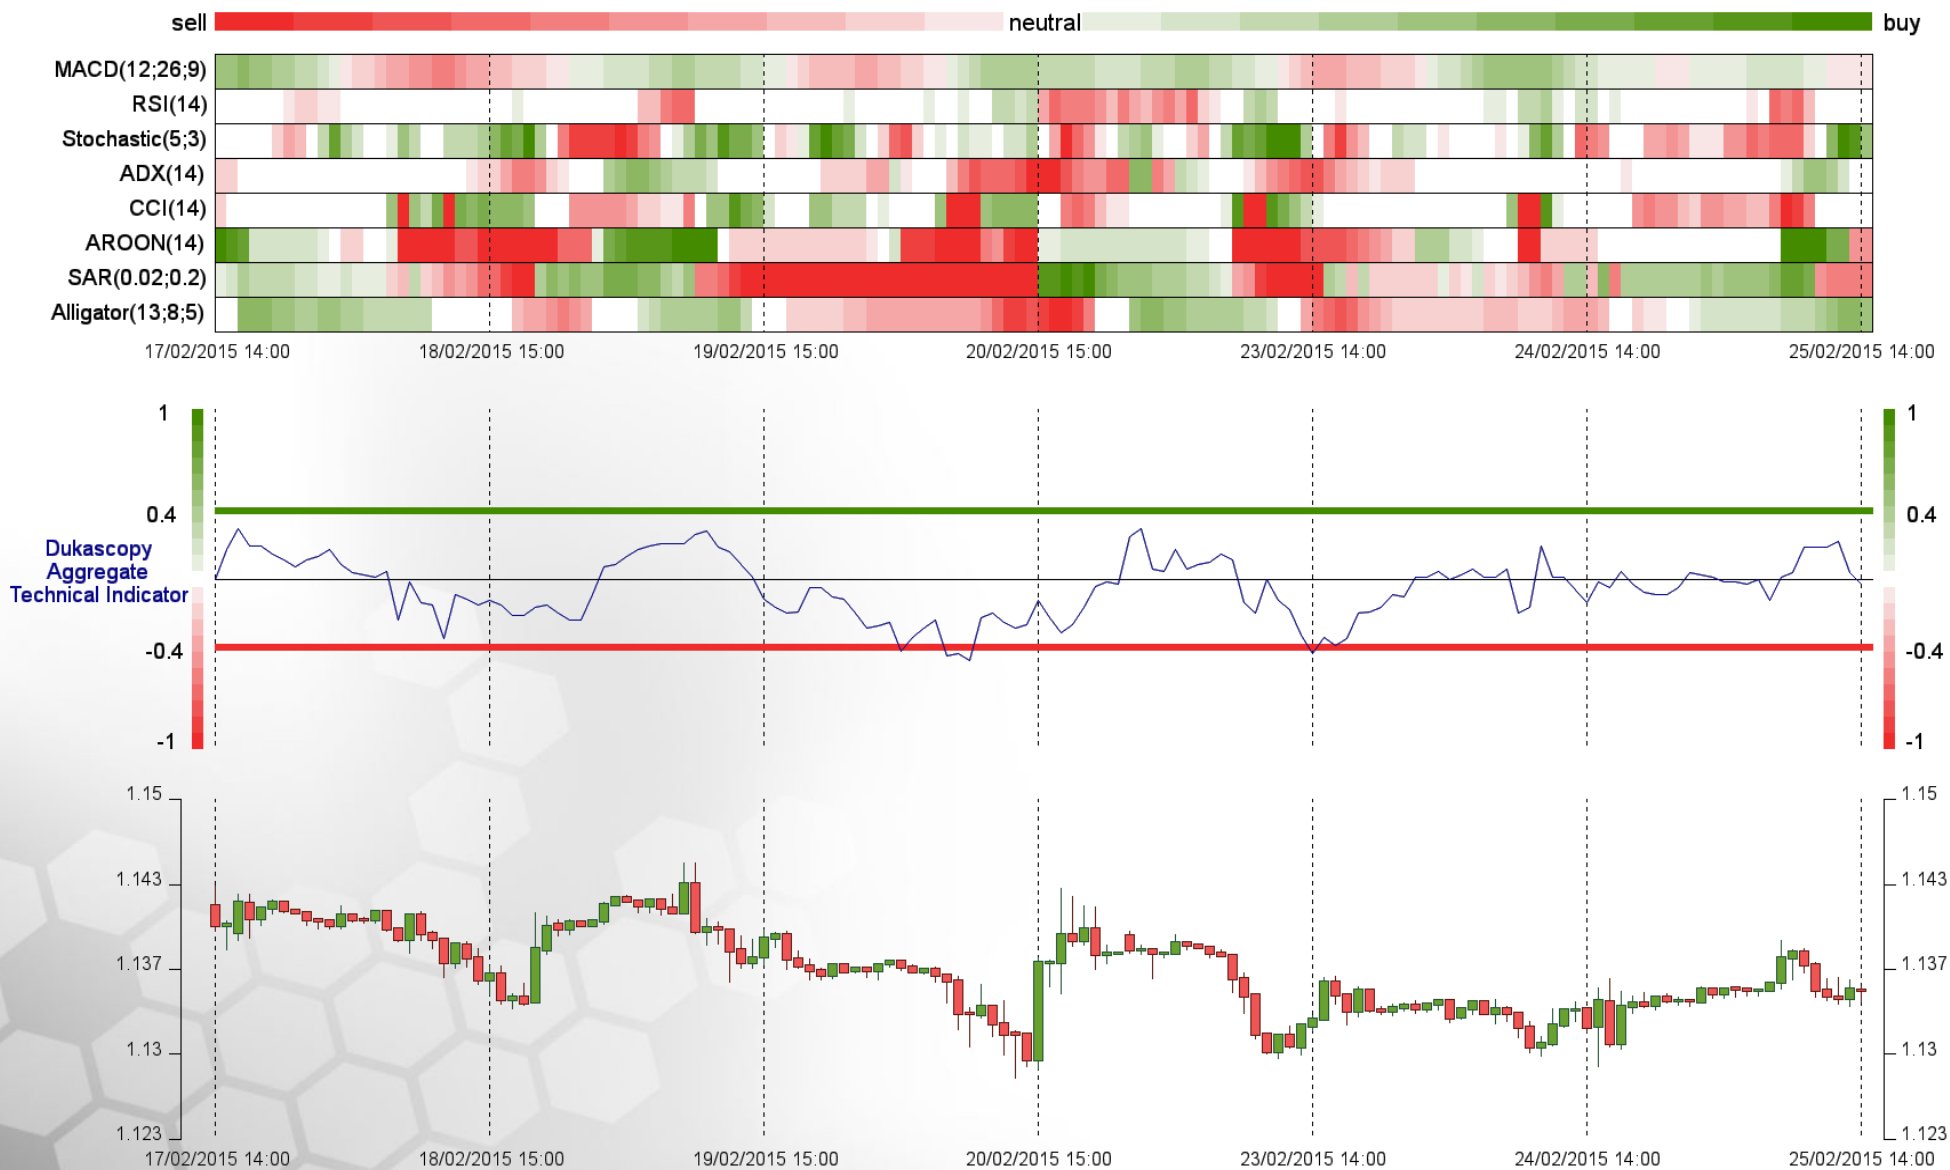 sell neutral buy
MACD(12;26;9)
RSI(14)
Stochastic(5;3)
ADX(14)
CCI(14)
AROON(14)
SAR(0.02;0.2)
Alligator(13;8;5)
17/02/2015 14:00 18/02/2015 15:00 19/02/2015 15:00 20/02/2015 15:00 23/02/2015 14:00 24/02/2015 14:00 25/02/2015 14:00
1 1
0.4 0.4
Dukascopy
Aggregate
Technical Indicator
-0.4 -0.4
-1 -1
1.15 1.15
1.143 1.143
1.137 1.137
1.13 1.13
1.123 1.123
17/02/2015 14:00 18/02/2015 15:00 19/02/2015 15:00 20/02/2015 15:00 23/02/2015 14:00 24/02/2015 14:00 25/02/2015 14:00